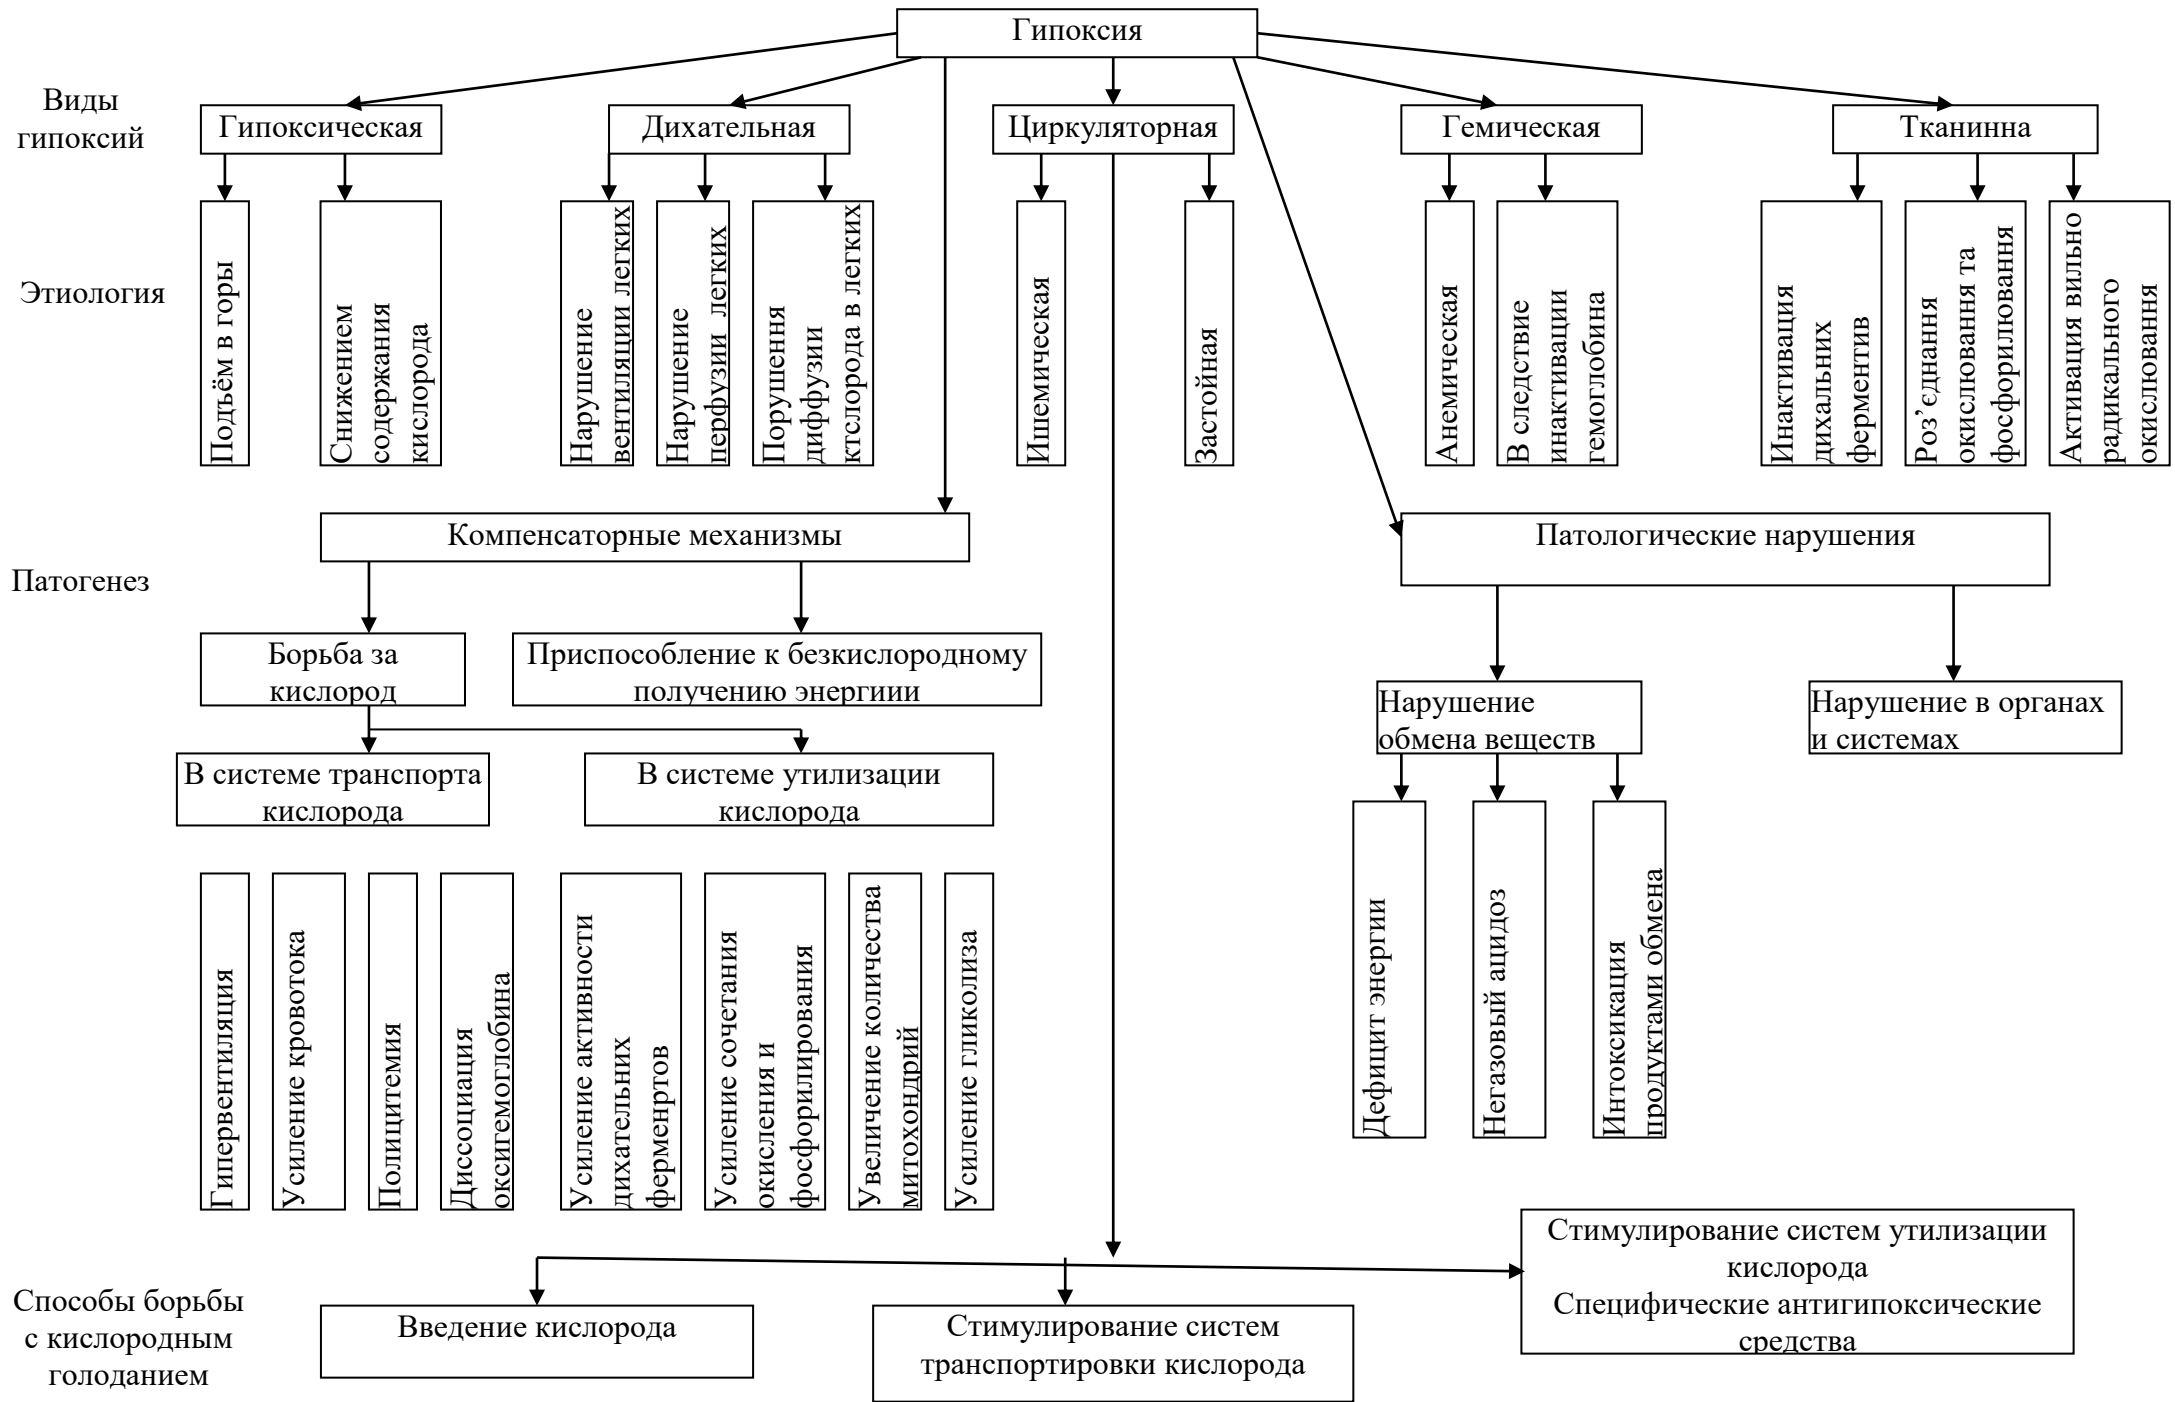 Гипоксия
Виды
гипоксий
Гипоксическая
Дихательная
Циркуляторная
Гемическая
Тканинна
Этиология
Подъём в горы
Снижением
содержания
кислорода
Нарушение
вентиляции легких
Нарушение
перфузии легких
Порушення
диффузии
ктслорода в легких
Ишемическая
Застойная
Анемическая
В следствие
инактивации
гемоглобина
Инактивация
дихальних
ферментив
Роз’єднання
окислювання та
фосфорилювання
Активация вильно
радикального
окислювання
Патогенез
Компенсаторные механизмы
Патологические нарушения
Борьба за
кислород
Приспособление к безкислородному
получению энергиии
Нарушение
обмена веществ
Нарушение в органах
и системах
В системе транспорта
кислорода
В системе утилизации
кислорода
Гипервентиляция
Усиление кровотока
Полицитемия
Диссоциация
оксигемоглобина
Усиление активности
дихательних
ферменртов
Усиление сочетания
окисления и
фосфорилирования
Увеличение количества
митохондрий
Усиление гликолиза
Дефицит энергии
Негазовый ацидоз
Интоксикация
продуктами обмена
Способы борьбы
с кислородным
голоданием
Введение кислорода
Стимулирование систем
транспортировки кислорода
Стимулирование систем утилизации
кислорода
Специфические антигипоксические
средства